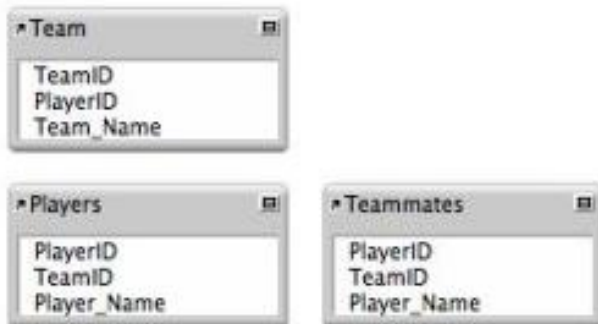 Team
TeamID
PlayerID
Team_Name
Players
PlayerID
TeamID
Player_Name
Teammates
PlayerID
TeamID
Player_Name